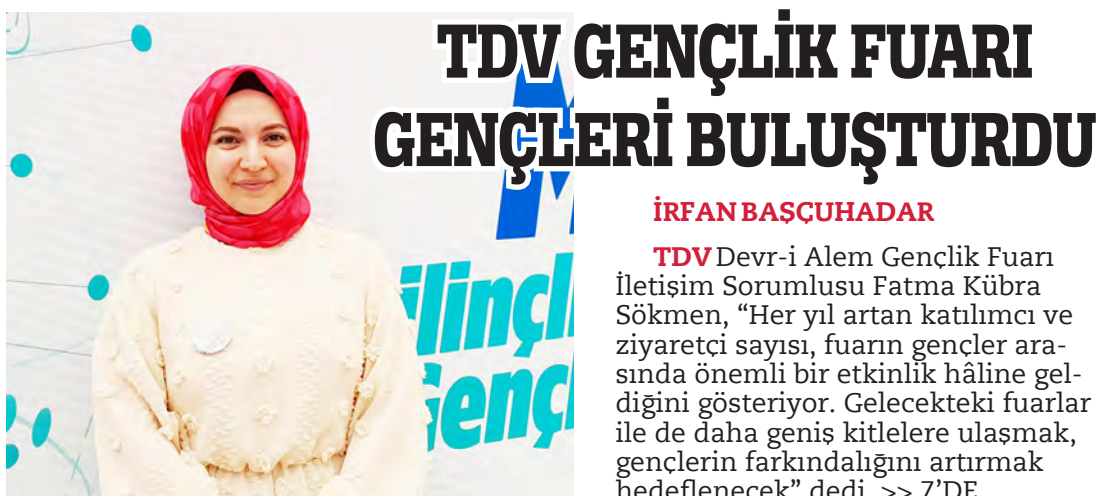 TDV GENÇLİK FUARI
GENÇLERİ BULUŞTURDU
İRFAN BAŞÇUHADAR
TDV Devr-i Alem Gençlik Fuarı
İletişim Sorumlusu Fatma Kübra
Sökmen, “Her yıl artan katılımcı ve
ziyaretçi sayısı, fuarın gençler ara-
sında önemli bir etkinlik hâline gel-
diğini gösteriyor. Gelecekteki fuarlar
ile de daha geniş kitlelere ulaşmak,
gençlerin farkındalığını artırmak
hedeflenecek” dedi. >> 7’DE